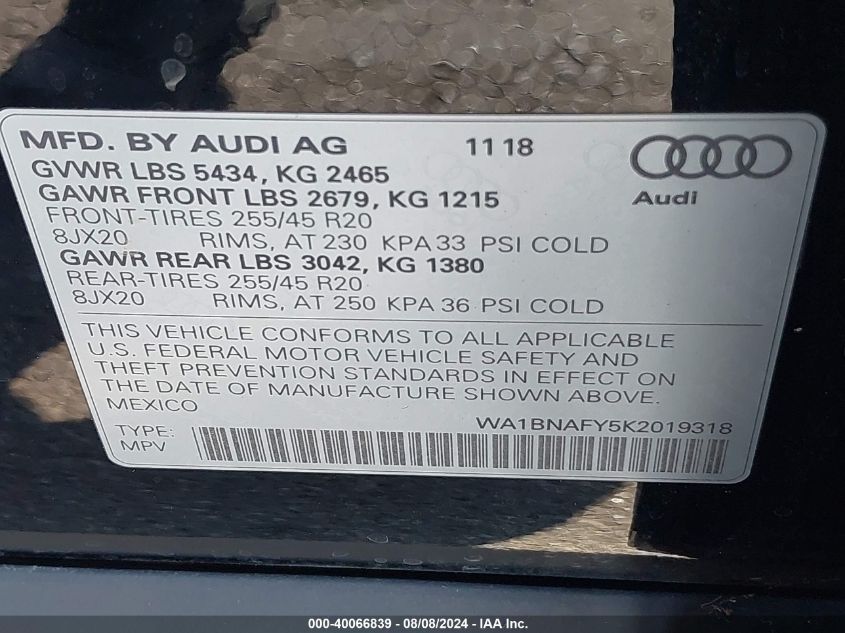 MFD. BY AUDI AG 11 18
GVWR LBS 5434, KG 2465
GAWR FRONT LBS 2679, KG 1215
FRONT-TIRES 255/45 R20
8JX20 RIMS, AT 230 KPA 33 PSI COLD
GAWR REAR LBS 3042, KG 1380
REAR-TIRES 255/45 R20
8JX20 RIMS, AT 250 KPA 36 PSI COLD
Audi
THIS VEHICLE CONFORMS TO ALL APPLICABLE
U.S. FEDERAL MOTOR VEHICLE SAFETY AND
THEFT PREVENTION STANDARDS IN EFFECT ON
THE DATE OF MANUFACTURE SHOWN ABOVE.
MEXICO
WA1BNAFY5K2019318
TYPE:
MPV
000-40066839 - 08/08/2024 - IAA Inc.